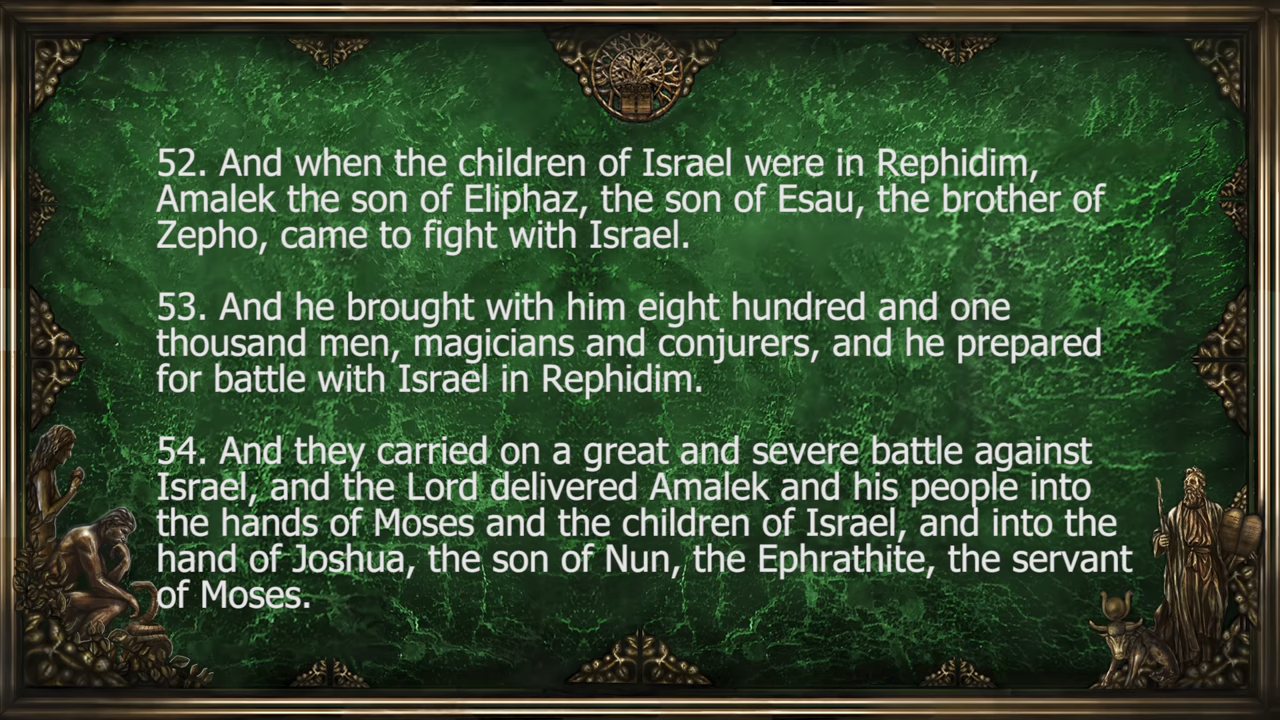 52. And when the children of Israel were in Rephidim,
Amalek the son of Eliphaz, the son of Esau, the brother of
Zepho, came to fight with Israel.
53. And he brought with him eight hundred and one
thousand men, magicians and conjurers, and he prepared
for battle with Israel in Rephidim.
54. And they carried on a great and severe battle against
Israel, and the Lord delivered Amalek and his people into
the hands of Moses and the children of Israel, and into the
hand of Joshua, the son of Nun, the Ephrathite, the servant
of Moses.